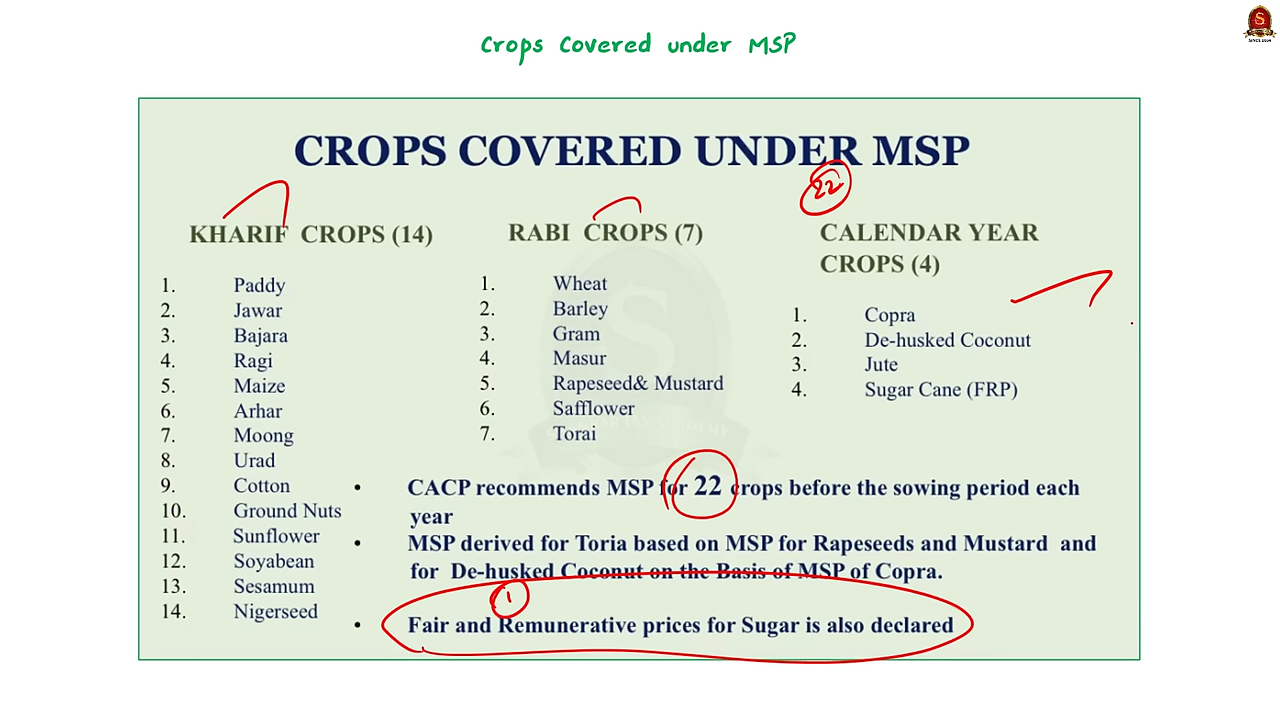 Crops Covered under MSP
S
SINCE 2004
CROPS COVERED UNDER MSP
22
KHARIF CROPS (14)
1. Paddy
2. Jawar
3. Bajara
4. Ragi
5. Maize
6. Arhar
7. Moong
8. Urad
9. Cotton
10. Ground Nuts
11. Sunflower
12. Soyabean
13. Sesamum
14. Nigerseed
RABI CROPS (7)
1. Wheat
2. Barley
3. Gram
4. Masur
5. Rapeseed& Mustard
6. Safflower
7. Torai
CALENDAR YEAR
CROPS (4)
1. Copra
2. De-husked Coconut
3. Jute
4. Sugar Cane (FRP)
• CACP recommends MSP for 22 crops before the sowing period each
year
• MSP derived for Toria based on MSP for Rapeseeds and Mustard and
for De-husked Coconut on the Basis of MSP of Copra.
1
• Fair and Remunerative prices for Sugar is also declared